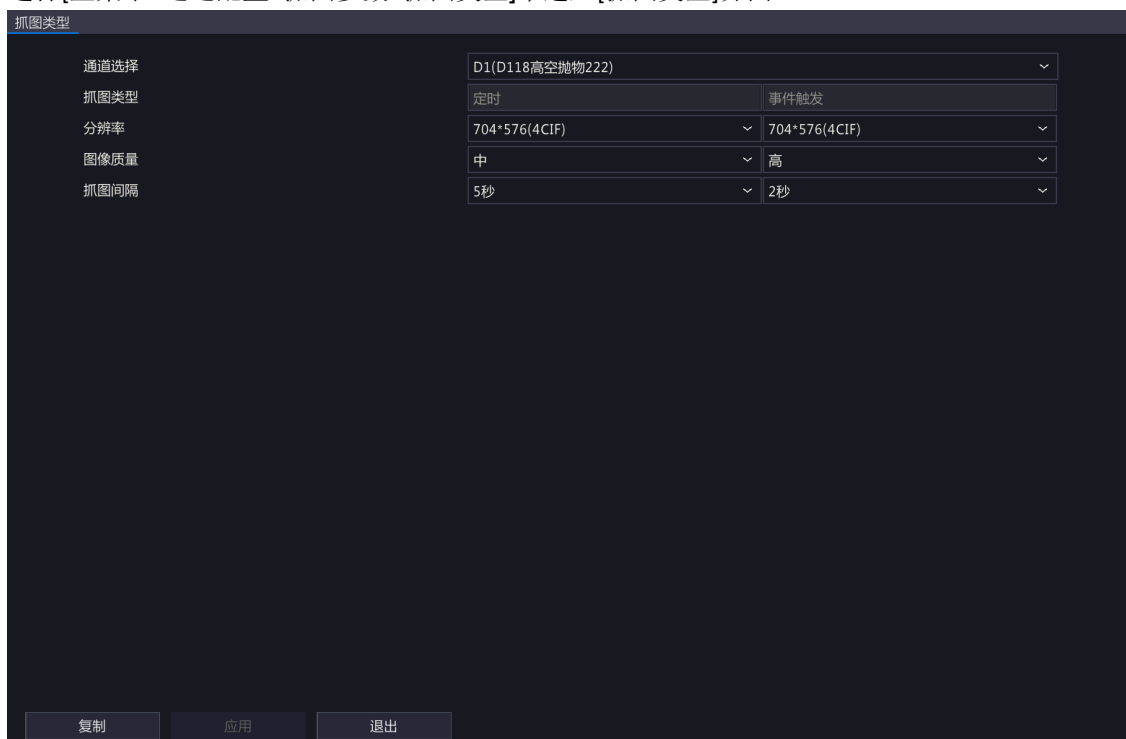 抓图类型
通道选择 D1(D118高空抛物222)
抓图类型 定时 事件触发
分辨率 704*576(4CIF) 704*576(4CIF)
图像质量 中 高
抓图间隔 5秒 2秒
复制 应用 退出